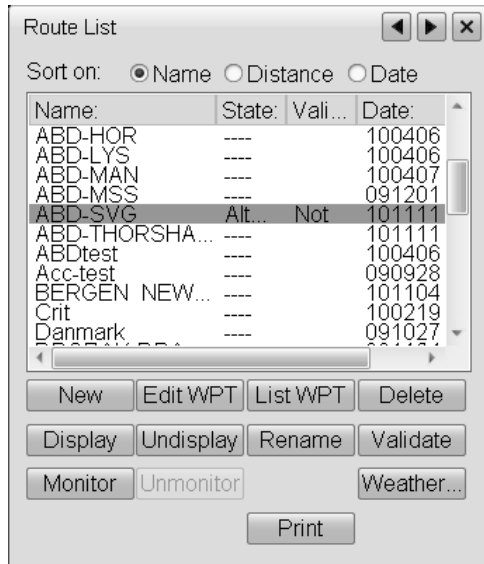 Route List
Sort on: Name Distance Date
Name: State: Vali... Date:
ABD-HOR ---- 100406
ABD-LYS ---- 100406
ABD-MAN ---- 100407
ABD-MSS ---- 091201
ABD-SVG Alt... Not 101111
ABD-THORSHA... ---- 101111
ABDtest ---- 100406
Acc-test ---- 090928
BERGEN NEW... ---- 101104
Crit ---- 100219
Danmark ---- 091027
New Edit WPT List WPT Delete
Display Undisplay Rename Validate
Monitor Unmonitor Weather...
Print